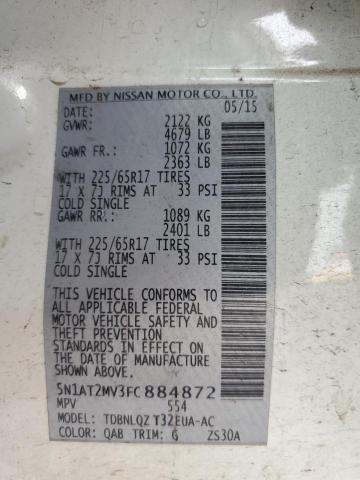 MFD BY NISSAN MOTOR CO., LTD.
DATE: 05/15
GVWR: 2122 KG
4679 LB
GAWR FR.: 1072 KG
2363 LB
WITH 225/65R17 TIRES
17 X 7J RIMS AT 33 PSI
COLD SINGLE
GAWR RR.: 1089 KG
2401 LB
WITH 225/65R17 TIRES
17 X 7J RIMS AT 33 PSI
COLD SINGLE
THIS VEHICLE CONFORMS TO
ALL APPLICABLE FEDERAL
MOTOR VEHICLE SAFETY AND
THEFT PREVENTION
STANDARDS IN EFFECT ON
THE DATE OF MANUFACTURE
SHOWN ABOVE.
5N1AT2MV3FC884872
MPV 554
MODEL: TDBNLQZ T32EUA-AC
COLOR: QAB TRIM: G ZS30A